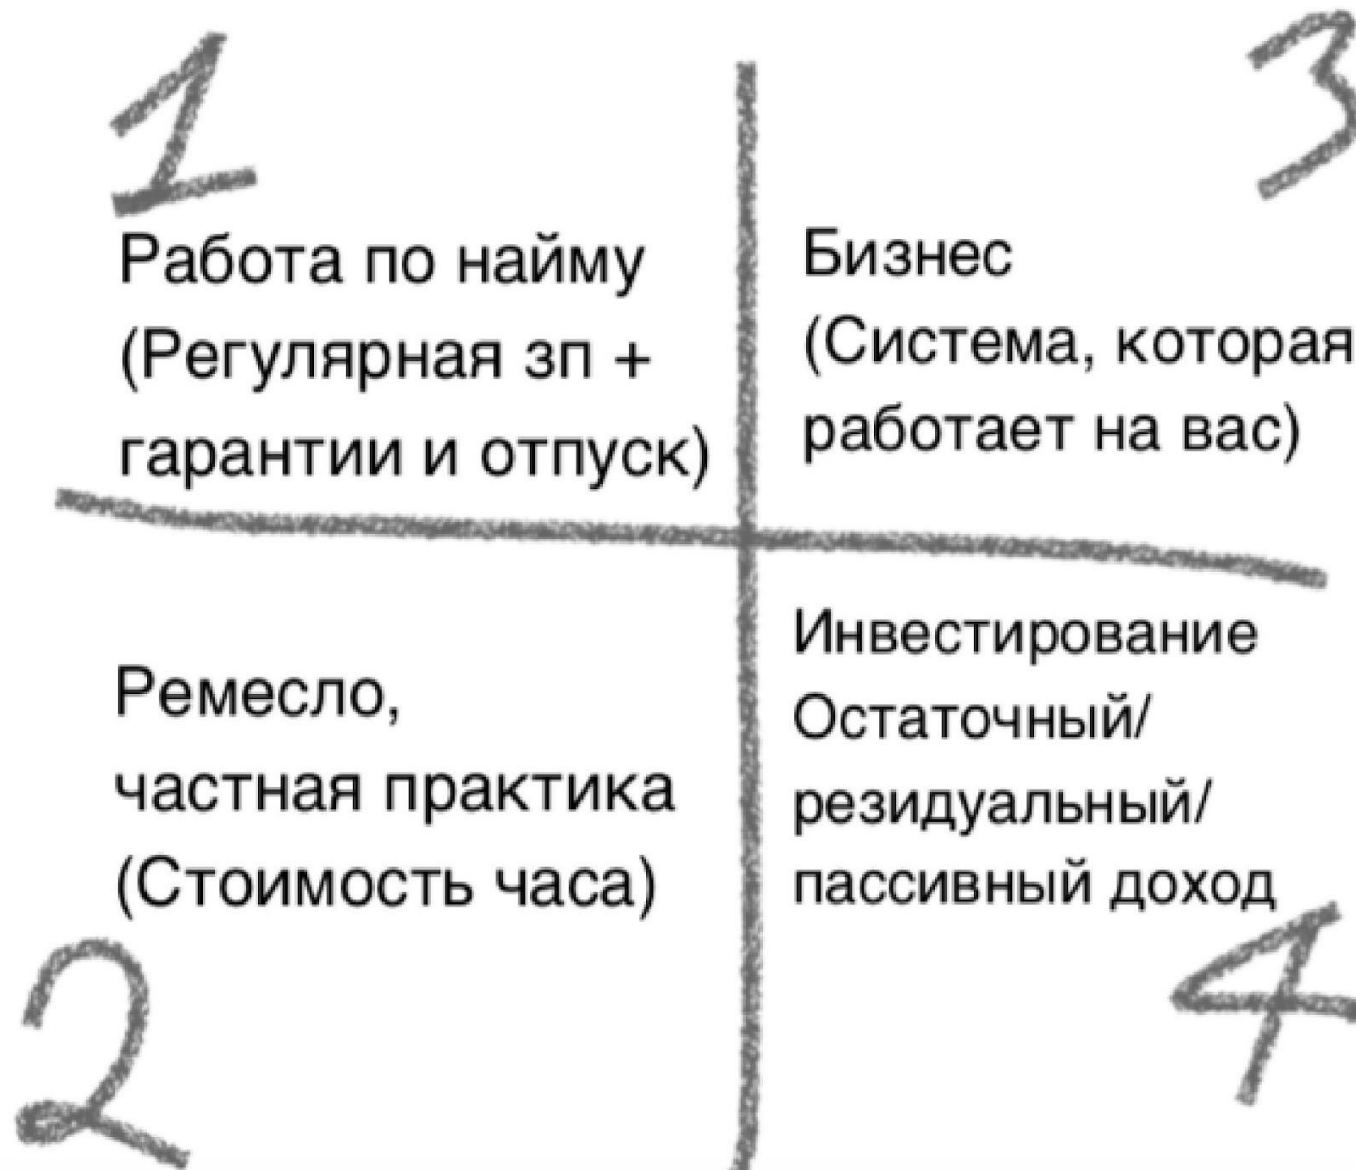 1
Работа по найму
(Регулярная зп +
гарантии и отпуск)
3
Бизнес
(Система, которая
работает на вас)
Ремесло,
частная практика
(Стоимость часа)
2
Инвестирование
Остаточный/
резидуальный/
пассивный доход
4